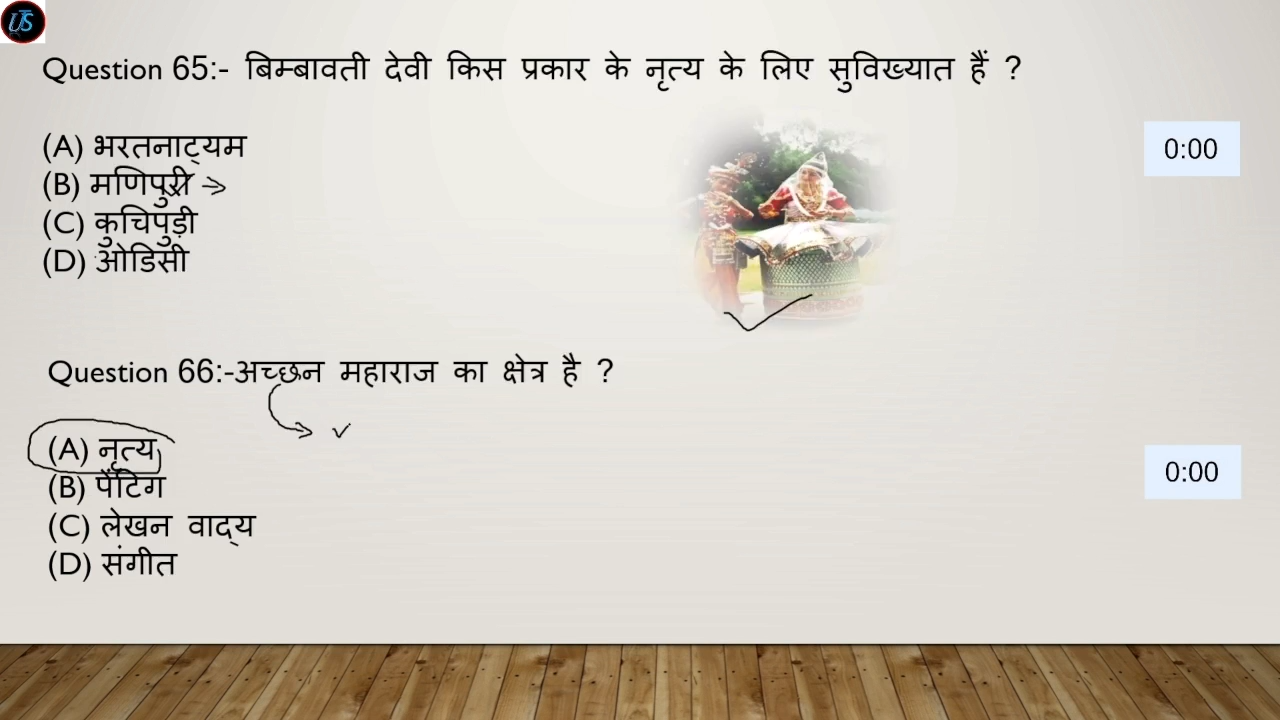 US
Question 65:- बिम्बावती देवी किस प्रकार के नृत्य के लिए सुविख्यात हैं ?
(A) भरतनाट्यम
(B) मणिपुरी
(C) कुचिपुड़ी
(D) ओडिसी
0:00
Question 66:-अच्छन महाराज का क्षेत्र है ?
(A) नृत्य
(B) पेंटिंग
(C) लेखन वाद्य
(D) संगीत
0:00